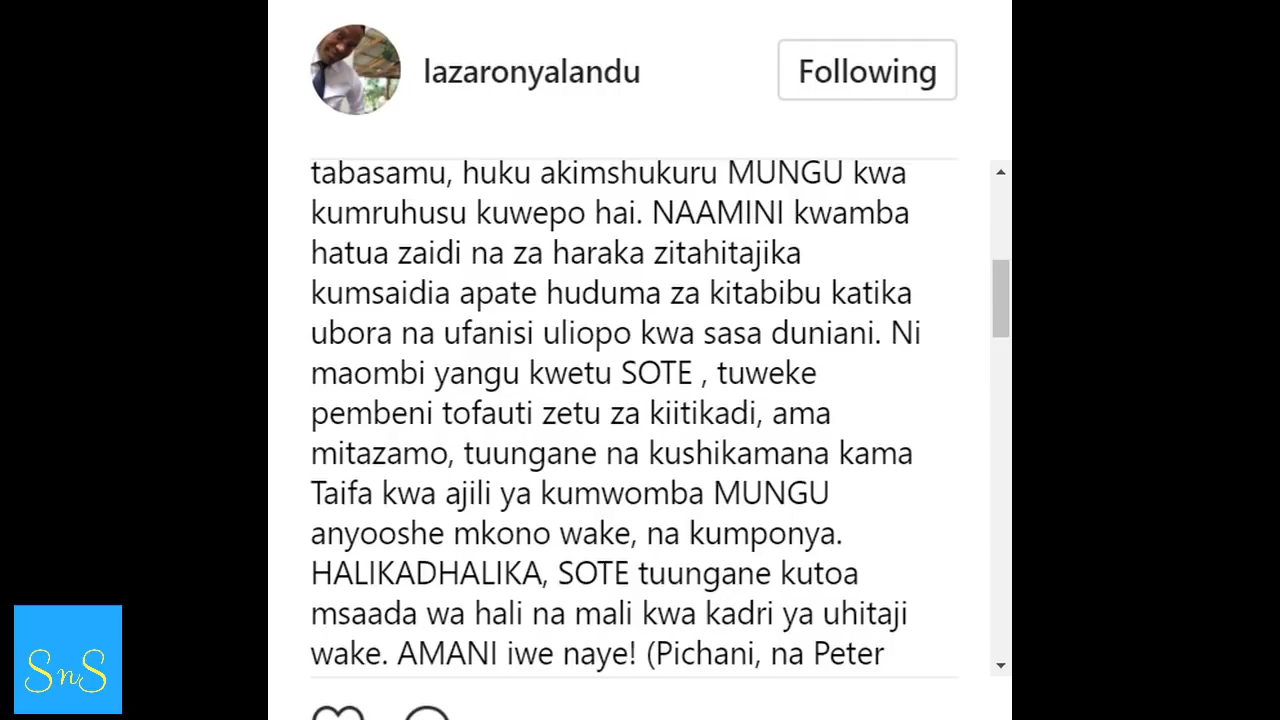 lazaronyalandu
Following
tabasamu, huku akimshukuru MUNGU kwa
kumruhusu kuwepo hai. NAAMINI kwamba
hatua zaidi na za haraka zitahitajika
kumsaidia apate huduma za kitabibu katika
ubora na ufanisi uliopo kwa sasa duniani. Ni
maombi yangu kwetu SOTE , tuweke
pembeni tofauti zetu za kiitikadi, ama
mitazamo, tuungane na kushikamana kama
Taifa kwa ajili ya kumwomba MUNGU
anyooshe mkono wake, na kumponya.
HALIKADHALIKA, SOTE tuungane kutoa
msaada wa hali na mali kwa kadri ya uhitaji
wake. AMANI iwe naye! (Pichani, na Peter
SnS